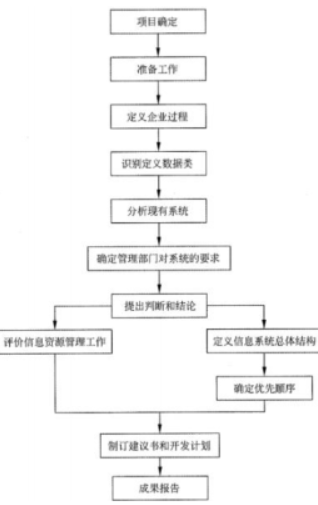 项目确定
准备工作
定义企业过程
识别定义数据类
分析现有系统
确定管理部门对系统的要求
提出判断和结论
评价信息资源管理工作
定义信息系统总体结构
确定优先顺序
制订建议书和开发计划
成果报告